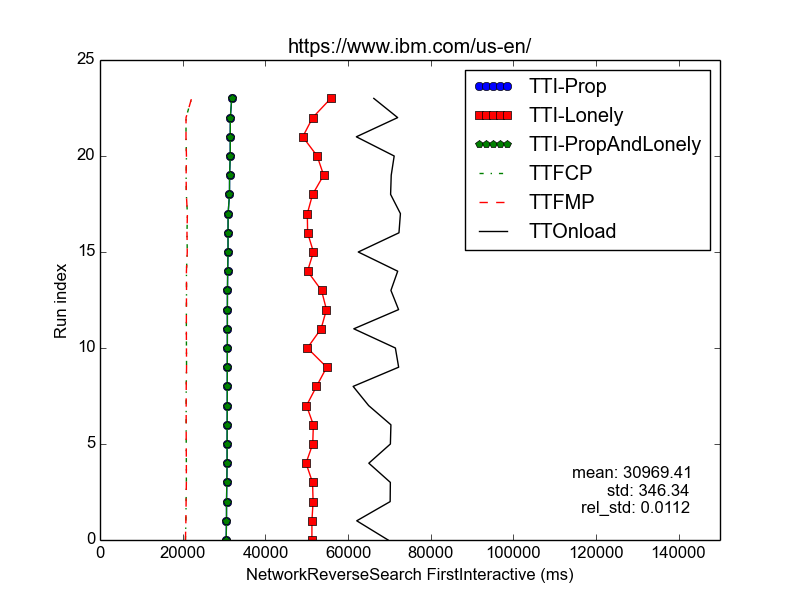 https://www.ibm.com/us-en/
25
20
15
10
5
0
Run index
TTI-Prop
TTI-Lonely
TTI-PropAndLonely
TTFCP
TTFMP
TTOnload
mean: 30969.41
std: 346.34
rel_std: 0.0112
0 20000 40000 60000 80000 100000 120000 140000
NetworkReverseSearch FirstInteractive (ms)